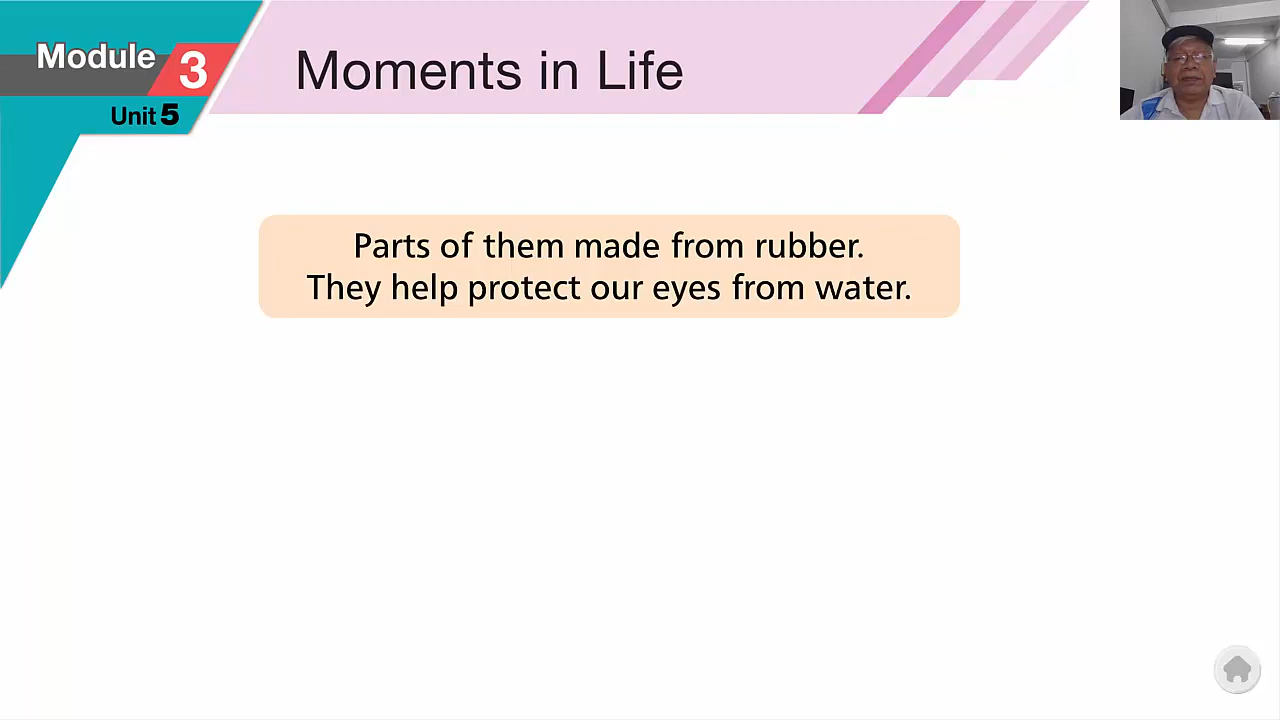 Module 3
Unit 5
Moments in Life
Parts of them made from rubber.
They help protect our eyes from water.